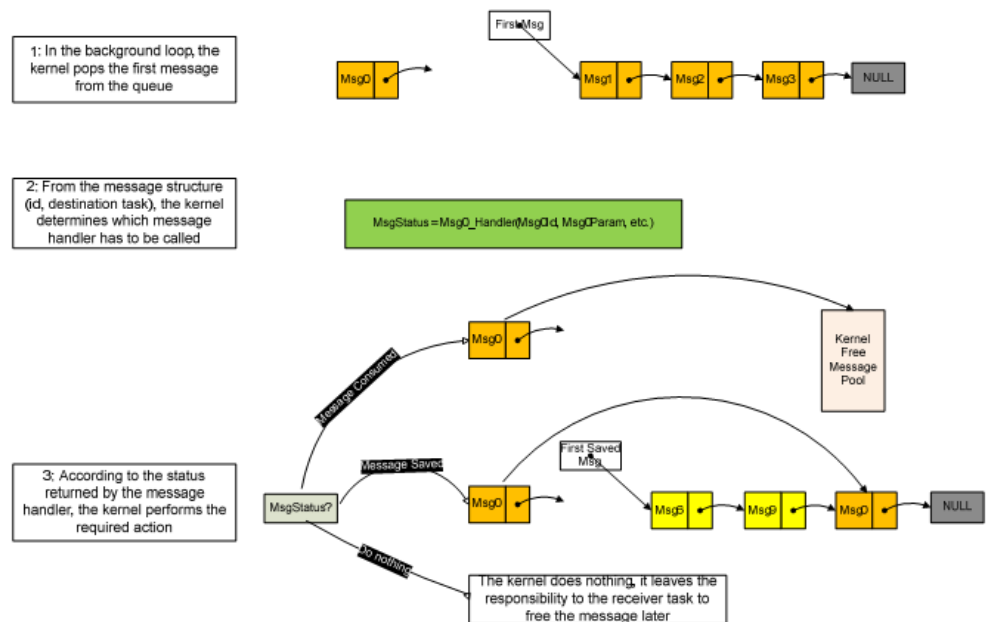 First Msg
1: In the background loop, the
kernel pops the first message
from the queue
Msg0
Msg1
Msg2
Msg3
NULL
2: From the message structure
(id, destination task), the kernel
determines which message
handler has to be called
MsgStatus=Msg0_Handler(Msg0Id, Msg0Param, etc.)
Message Consumed
Msg0
Kernel
Free
Message
Pool
3: According to the status
returned by the message
handler, the kernel performs the
required action
MsgStatus?
Message Saved
Msg0
First Saved
Msg
Msg6
Msg9
Msg0
NULL
Do nothing
The kernel does nothing, it leaves the
responsibility to the receiver task to
free the message later